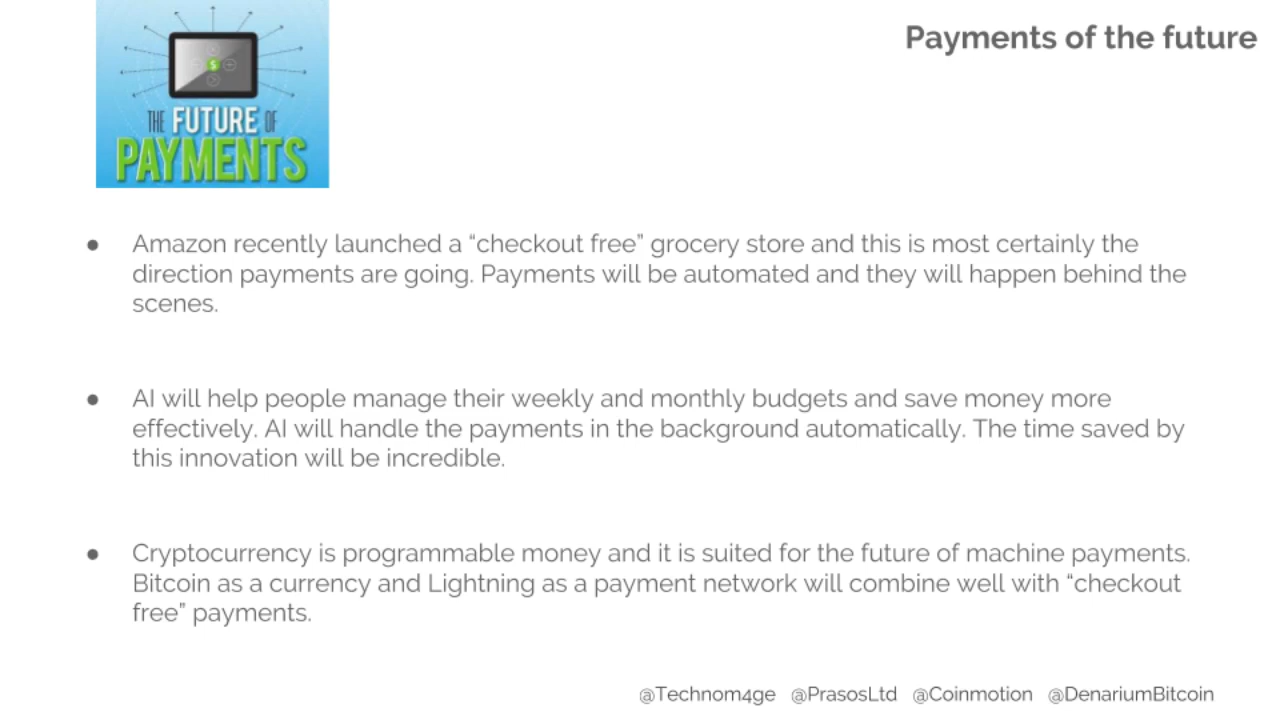 Payments of the future
THE FUTURE OF
PAYMENTS
● Amazon recently launched a “checkout free” grocery store and this is most certainly the
direction payments are going. Payments will be automated and they will happen behind the
scenes.
● AI will help people manage their weekly and monthly budgets and save money more
effectively. AI will handle the payments in the background automatically. The time saved by
this innovation will be incredible.
● Cryptocurrency is programmable money and it is suited for the future of machine payments.
Bitcoin as a currency and Lightning as a payment network will combine well with “checkout
free” payments.
@Technom4ge @PrasosLtd @Coinmotion @DenariumBitcoin